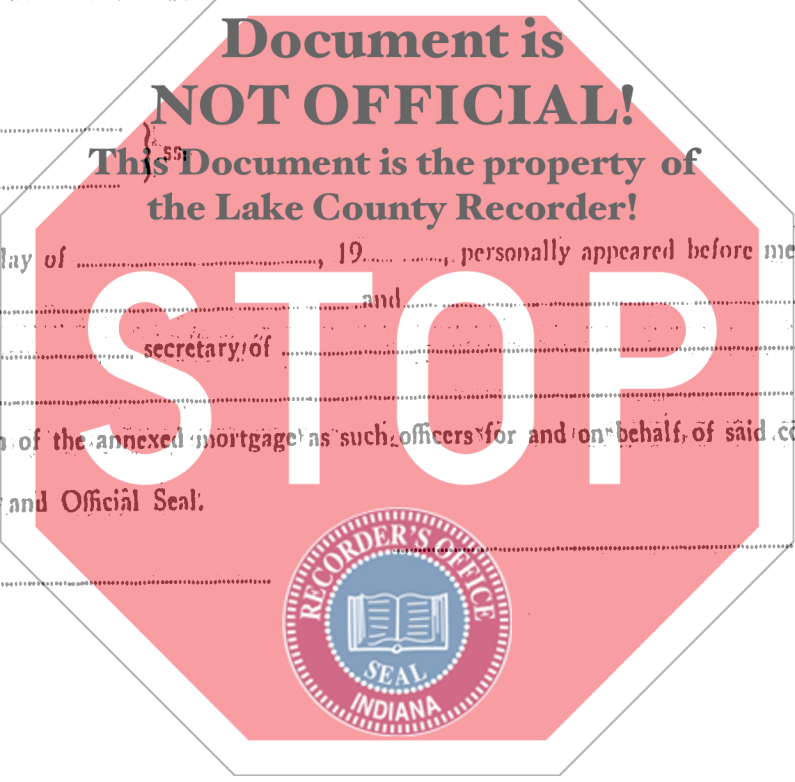 Document is
NOT OFFICIAL!
This Document is the property of
the Lake County Recorder!
ss:
of ........................................, 19........., personally appeared before me
and
secretary of
STOP
of the annexed mortgage as such officers for and on behalf of said
and Official Seal.
RECORDER'S OFFICE
SEAL
INDIANA